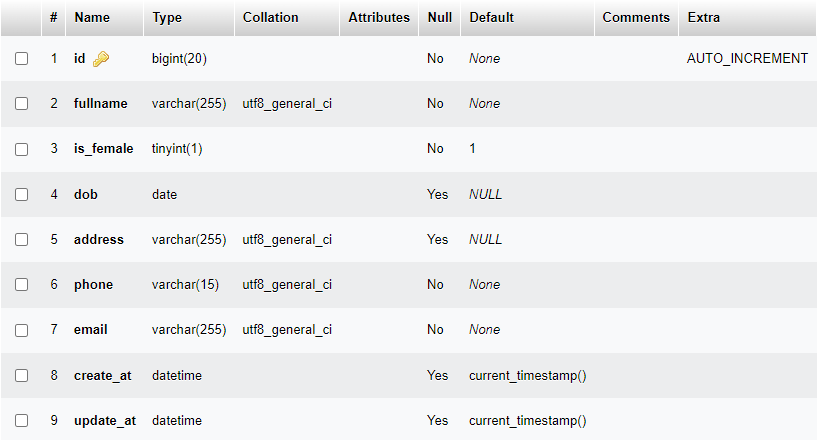 # Name Type Collation Attributes Null Default Comments Extra
1 id bigint(20) No None AUTO_INCREMENT
2 fullname varchar(255) utf8_general_ci No None
3 is_female tinyint(1) No 1
4 dob date Yes NULL
5 address varchar(255) utf8_general_ci Yes NULL
6 phone varchar(15) utf8_general_ci No None
7 email varchar(255) utf8_general_ci No None
8 create_at datetime Yes current_timestamp()
9 update_at datetime Yes current_timestamp()